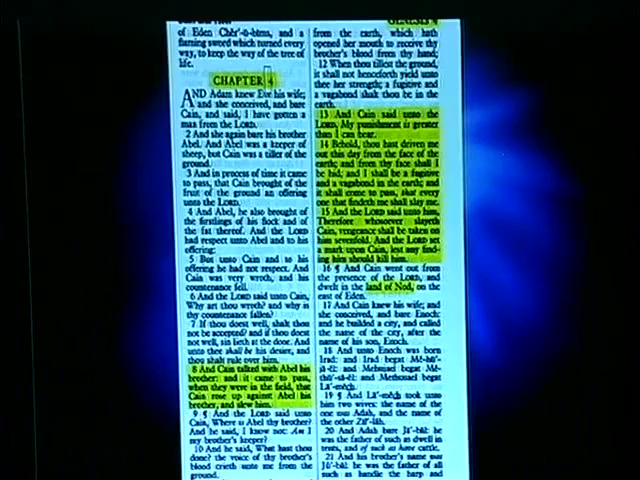 of Eden Chĕr'-ū-bims, and a
flaming sword which turned every
way, to keep the way of the tree of
life.
CHAPTER 4
AND Adam knew Eve his wife;
and she conceived, and bare
Cain, and said, I have gotten a
man from the LORD.
2 And she again bare his brother
Abel. And Abel was a keeper of
sheep, but Cain was a tiller of the
ground.
3 And in process of time it came
to pass, that Cain brought of the
fruit of the ground an offering
unto the LORD.
4 And Abel, he also brought of
the firstlings of his flock and of
the fat thereof. And the LORD
had respect unto Abel and to his
offering:
5 But unto Cain and to his
offering he had not respect. And
Cain was very wroth, and his
countenance fell.
6 And the LORD said unto Cain,
Why art thou wroth? and why is
thy countenance fallen?
7 If thou doest well, shalt thou
not be accepted? and if thou doest
not well, sin lieth at the door. And
unto thee shall be his desire, and
thou shalt rule over him.
8 And Cain talked with Abel his
brother: and it came to pass,
when they were in the field, that
Cain rose up against Abel his
brother, and slew him.
9 ¶ And the LORD said unto
Cain, Where is Abel thy brother?
And he said, I know not: Am I
my brother's keeper?
10 And he said, What hast thou
done? the voice of thy brother's
blood crieth unto me from the
ground.
GENESIS 4
from the earth, which hath
opened her mouth to receive thy
brother's blood from thy hand;
12 When thou tillest the ground,
it shall not henceforth yield unto
thee her strength; a fugitive and
a vagabond shalt thou be in the
earth.
13 And Cain said unto the
LORD, My punishment is greater
than I can bear.
14 Behold, thou hast driven me
out this day from the face of the
earth; and from thy face shall I
be hid; and I shall be a fugitive
and a vagabond in the earth; and
it shall come to pass, that every
one that findeth me shall slay me.
15 And the LORD said unto him,
Therefore whosoever slayeth
Cain, vengeance shall be taken on
him sevenfold. And the LORD set
a mark upon Cain, lest any find-
ing him should kill him.
16 ¶ And Cain went out from
the presence of the LORD, and
dwelt in the land of Nod, on the
east of Eden.
17 And Cain knew his wife; and
she conceived, and bare Enoch:
and he builded a city, and called
the name of the city, after the
name of his son, Enoch.
18 And unto Enoch was born
Irad: and Irad begat
and Mehujael begat
and Methusael begat
19 ¶ And took unto
him two wives: the name of the
one was Adah, and the name of
the other Zil'-lah.
20 And Adah bare Jā'-bal: he
was the father of such as dwell in
tents, and of such as have cattle.
21 And his brother's name was
Jū'-bal: he was the father of all
such as handle the harp and